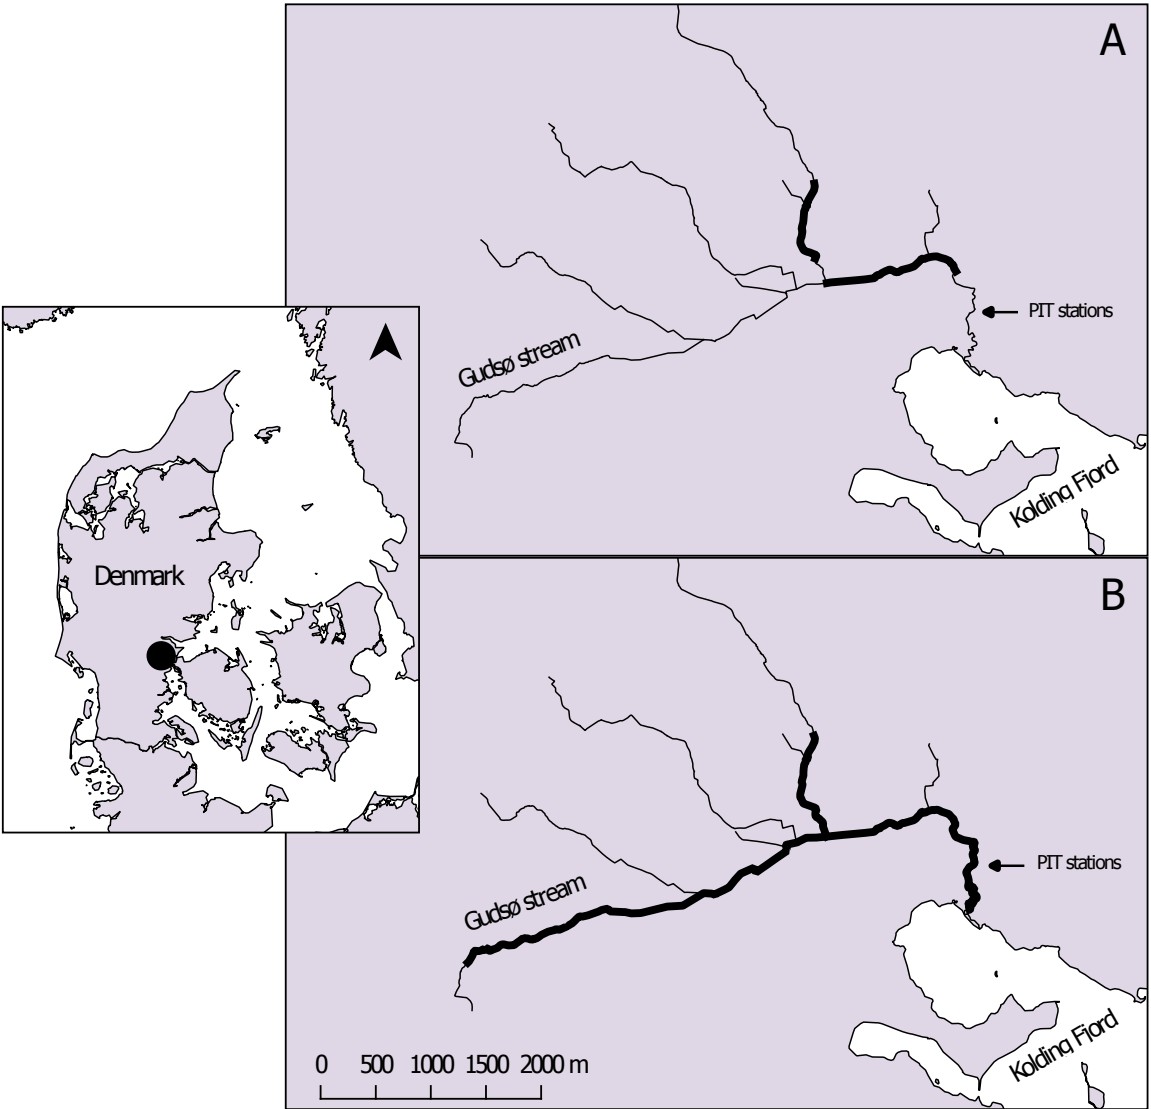 A
PIT stations
Gudsø stream
Kolding Fjord
Denmark
B
PIT stations
Gudsø stream
Kolding Fjord
0 500 1000 1500 2000 m